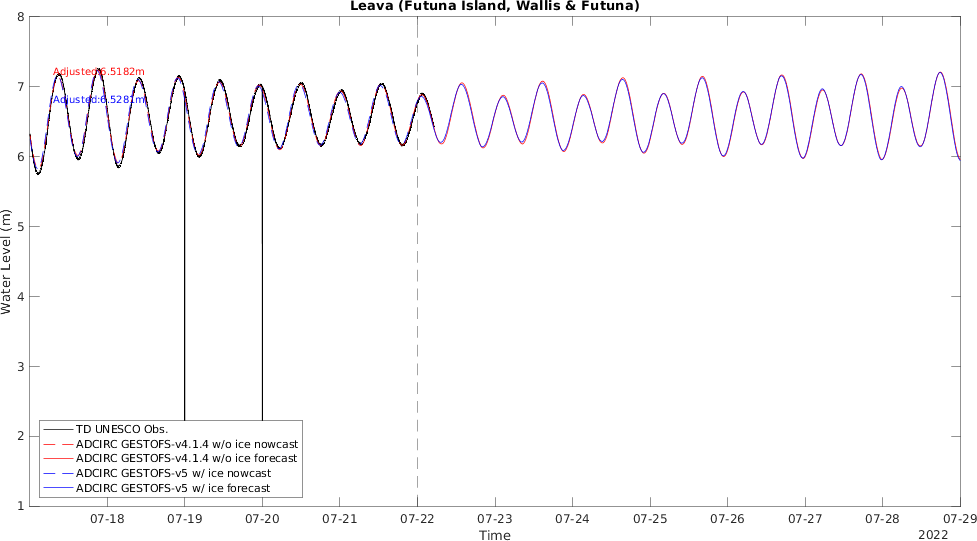 Leava (Futuna Island, Wallis & Futuna)
8
7
6
5
4
3
2
1
Water Level (m)
Adjusted:6.5182m
Adjusted:6.5281m
TD UNESCO Obs.
ADCIRC GESTOFS-v4.1.4 w/o ice nowcast
ADCIRC GESTOFS-v4.1.4 w/o ice forecast
ADCIRC GESTOFS-v5 w/ ice nowcast
ADCIRC GESTOFS-v5 w/ ice forecast
07-18 07-19 07-20 07-21 07-22 07-23 07-24 07-25 07-26 07-27 07-28 07-29
Time
2022